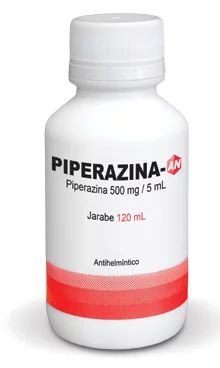 PIPERAZINA-AN
Piperazina 500 mg / 5 mL
Jarabe 120 mL
Antihelmíntico